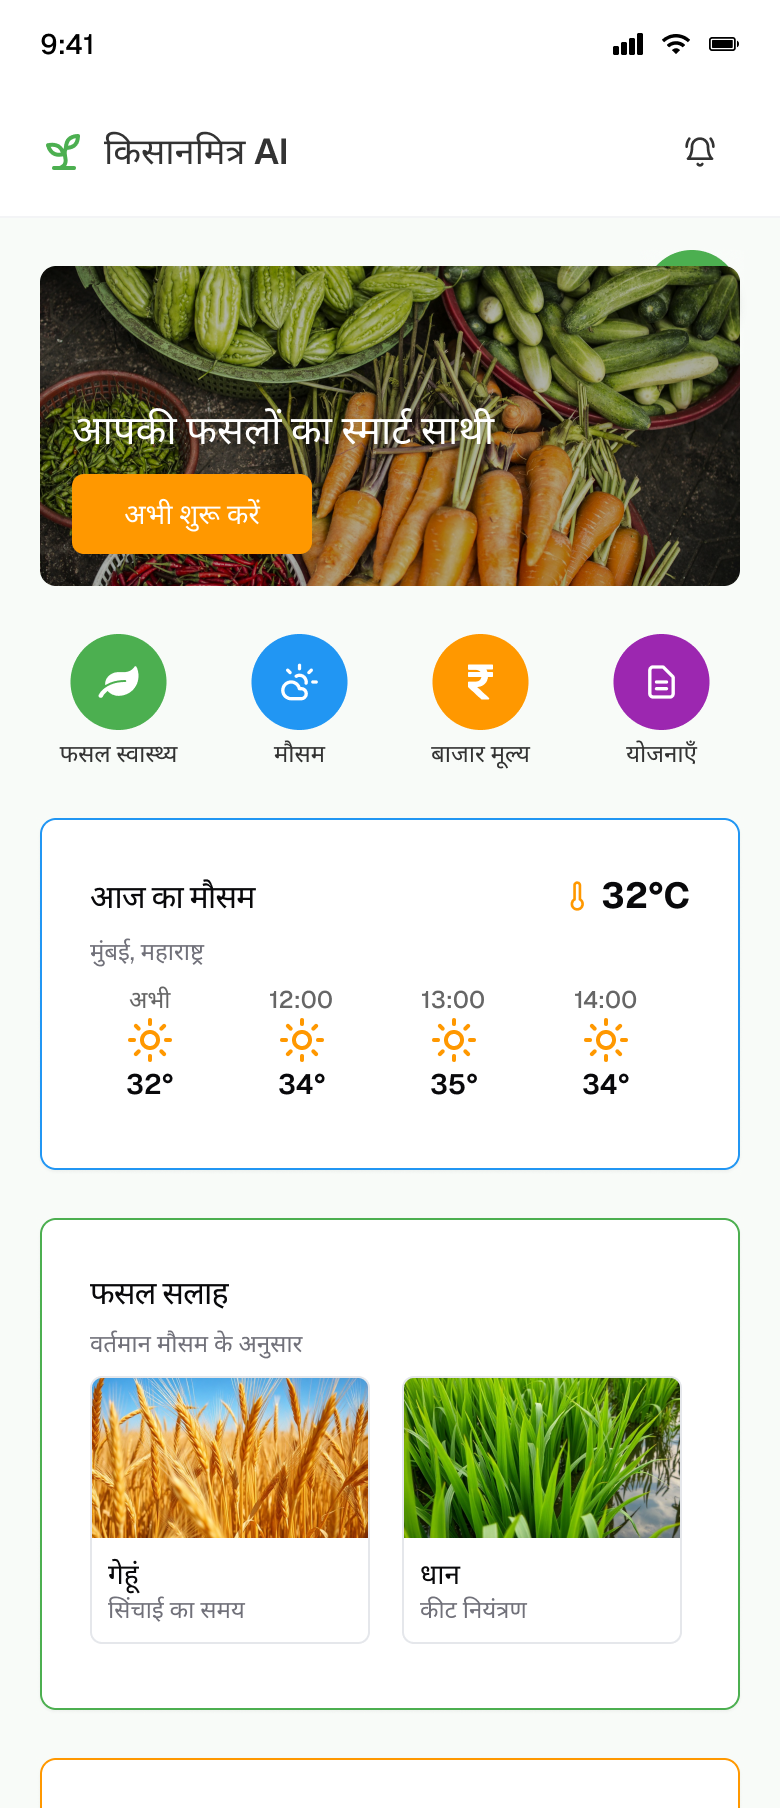 9:41
किसानमित्र AI
आपकी फसलों का स्मार्ट साथी
अभी शुरू करें
फसल स्वास्थ्य
मौसम
बाजार मूल्य
योजनाएँ
आज का मौसम
32°C
मुंबई, महाराष्ट्र
अभी 12:00 13:00 14:00
32° 34° 35° 34°
फसल सलाह
वर्तमान मौसम के अनुसार
गेहूं
सिंचाई का समय
धान
कीट नियंत्रण